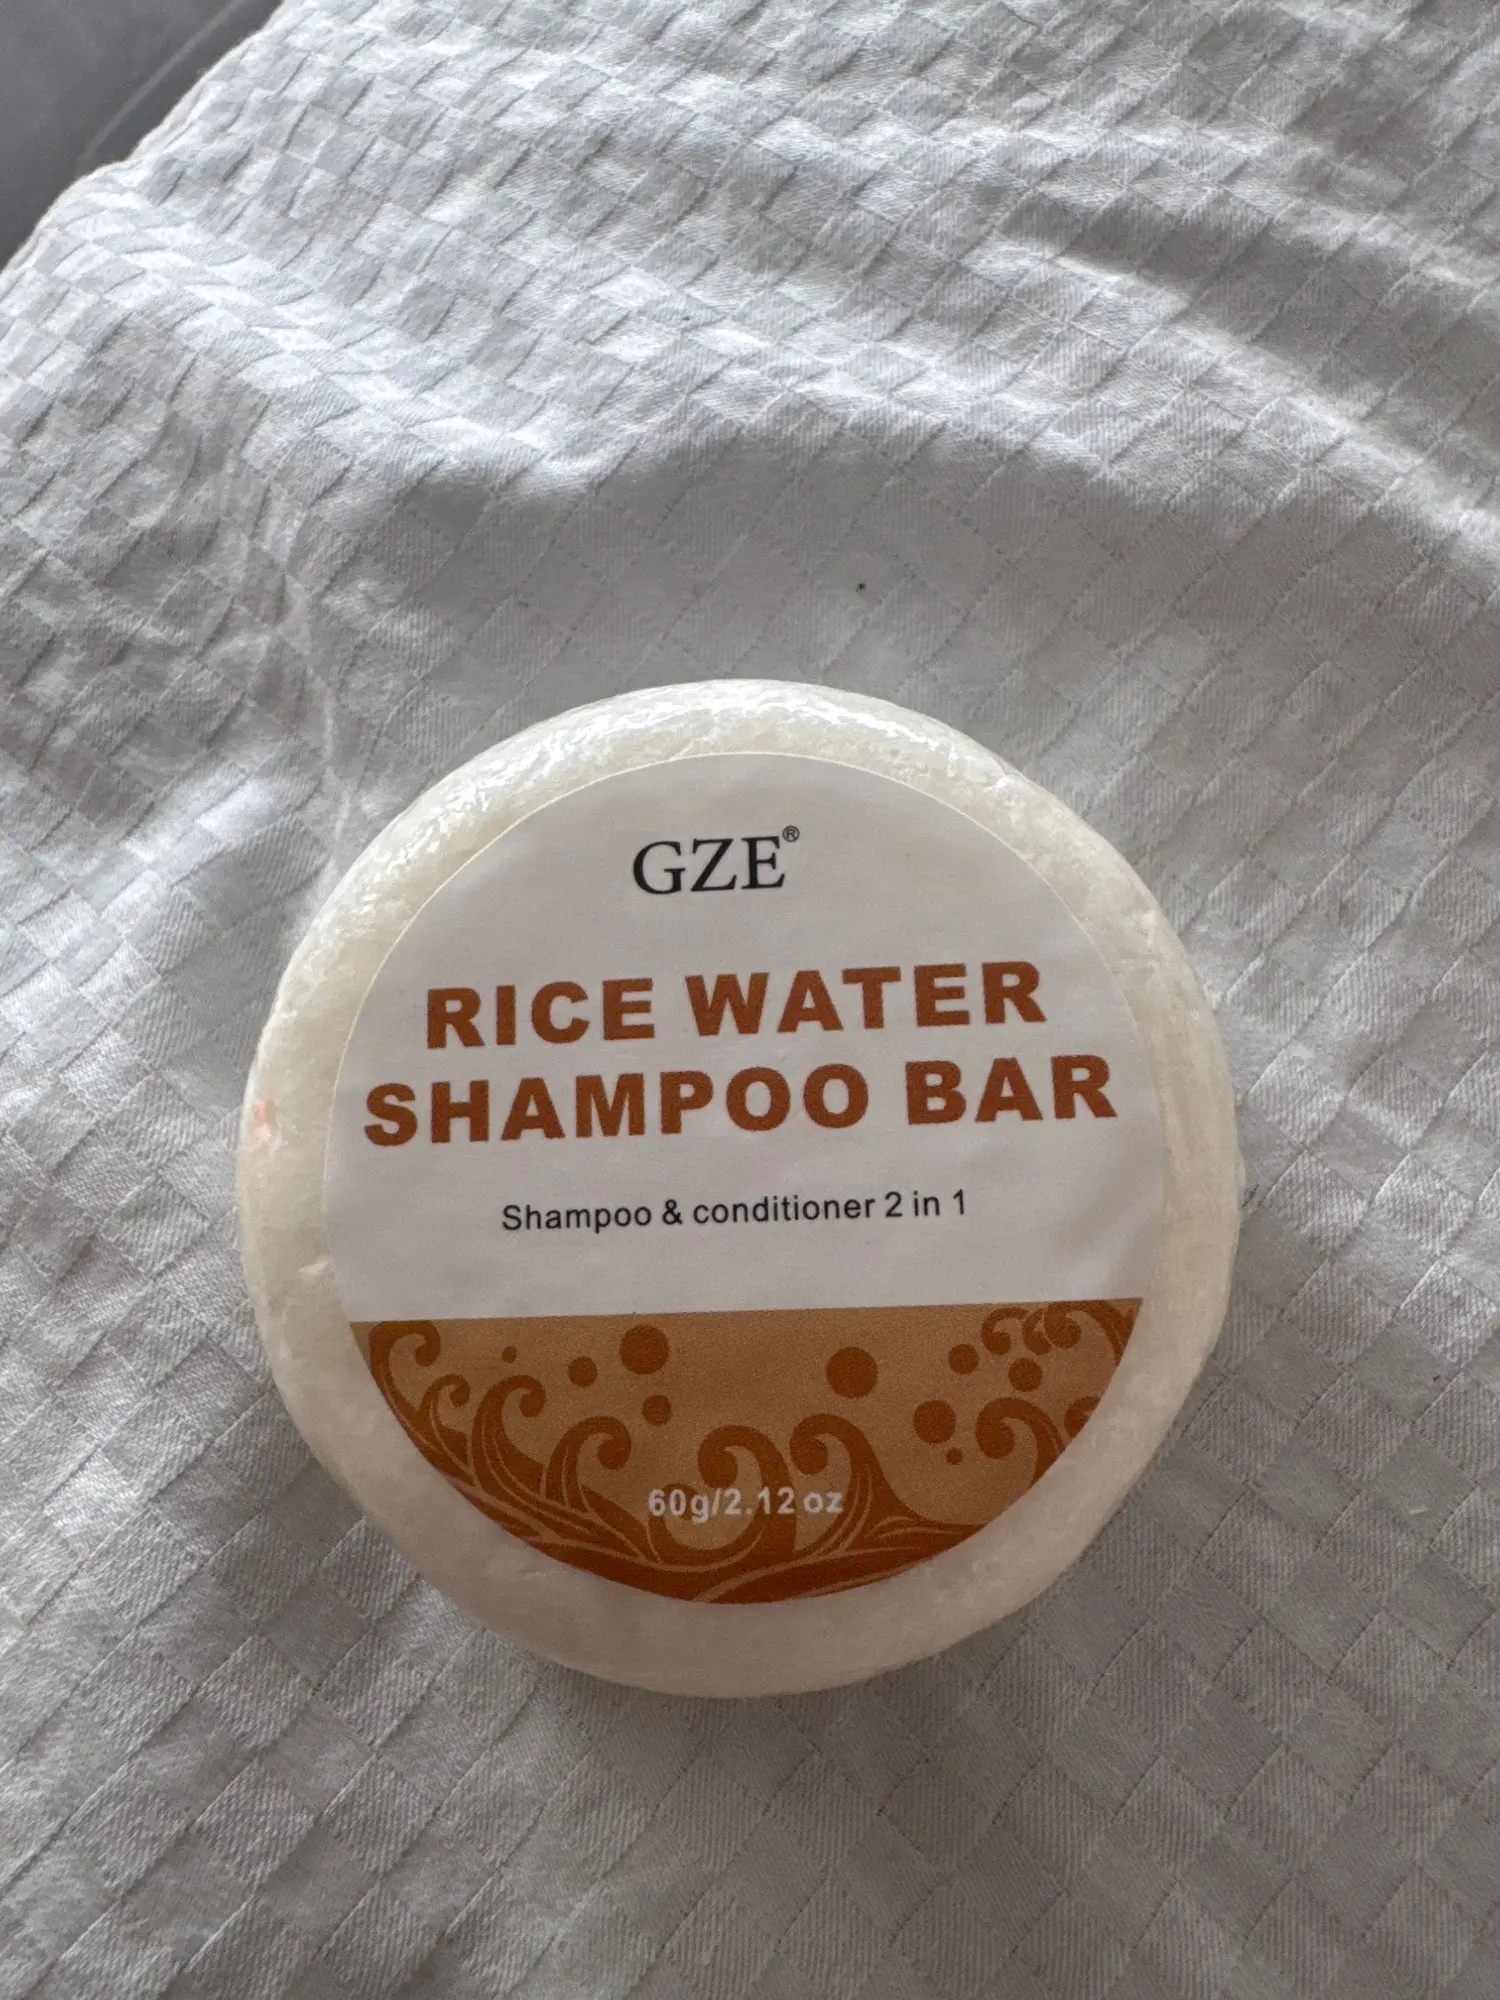 GZE®
RICE WATER
SHAMPOO BAR
Shampoo & conditioner 2 in 1
60g/2.12 oz